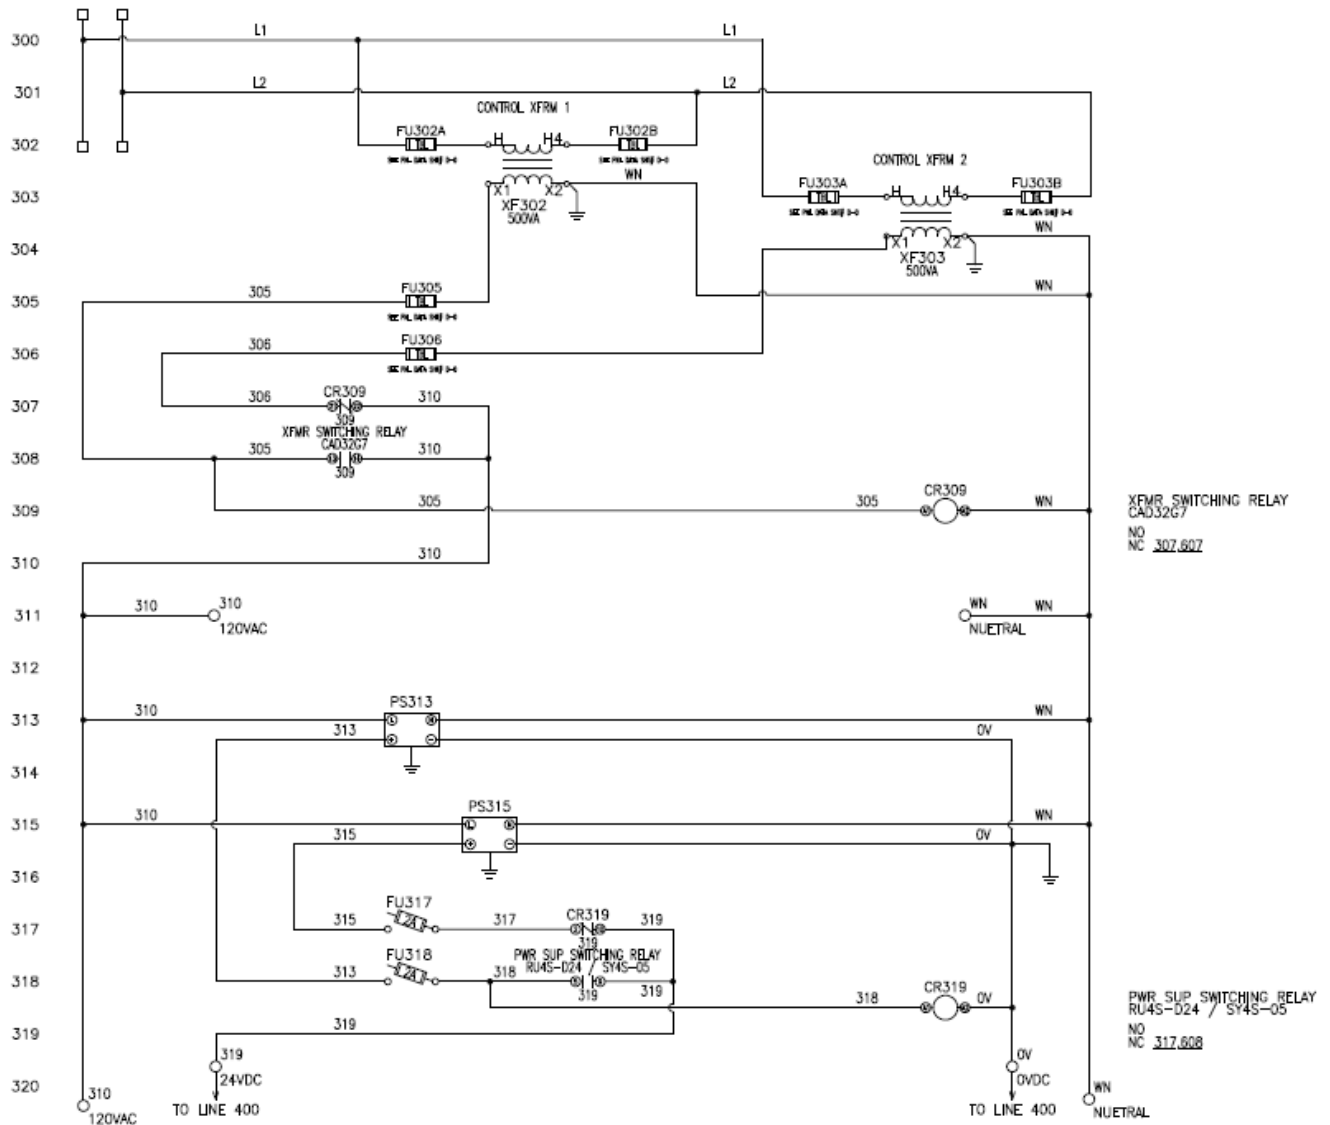 300 L1 L1
301 L2 L2
CONTROL XFRM 1
302 FU302A H H4 FU302B
WN
CONTROL XFRM 2
303 X1 X2 FU303A H H4 FU303B
XF302
500VA
WN
304 X1 X2
XF303
500VA
305 305 FU305 WN
306 306 FU306
307 306 CR309 310
309
XFMR SWITCHING RELAY
CAD32G7
308 305 310
309
309 305 305 CR309 WN XFMR SWITCHING RELAY
CAD32G7
NO
NC 307,607
310 310
311 310 310 WN WN
120VAC NUETRAL
312
PS313
313 310 L WN
313 + - 0V
314
PS315
315 310 L WN
315 + - 0V
316
FU317
317 315 2A 317 CR319 319
319
PWR SUP SWITCHING RELAY
RU4S-D24 / SY4S-05
FU318
318 313 2A 318 319
319
318 CR319 0V PWR SUP SWITCHING RELAY
RU4S-D24 / SY4S-05
319 319 NO
NC 317,608
319 0V
24VDC 0VDC
320 310 WN
120VAC TO LINE 400 TO LINE 400 NUETRAL